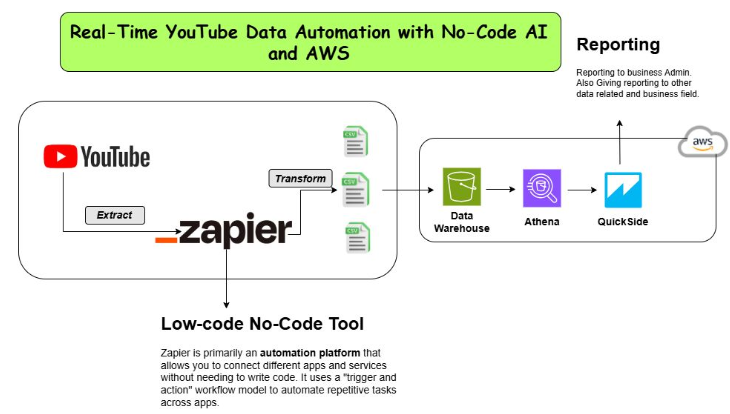 Real-Time YouTube Data Automation with No-Code AI
and AWS
Reporting
Reporting to business Admin.
Also Giving reporting to other
data related and business field.
YouTube
Extract
zapier
Transform
CSV
CSV
CSV
aws
Data
Warehouse
Athena
QuickSide
Low-code No-Code Tool
Zapier is primarily an automation platform that
allows you to connect different apps and services
without needing to write code. It uses a "trigger and
action" workflow model to automate repetitive tasks
across apps.